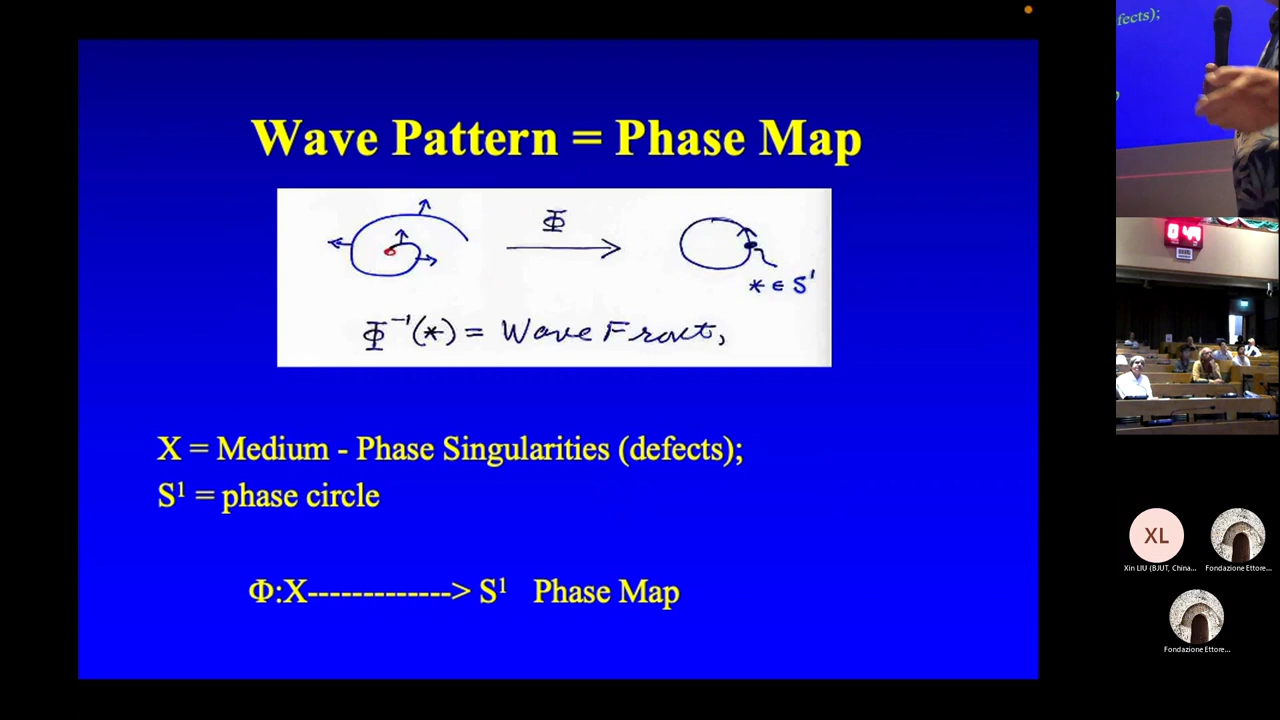 Wave Pattern = Phase Map
Φ
* ∈ S¹
Φ⁻¹(*) = Wave Front,
X = Medium - Phase Singularities (defects);
S¹ = phase circle
Φ:X-------------> S¹ Phase Map
fects);
XL
Xin LIU (BJUT, China...
Fondazione Ettore...
Fondazione Ettore...